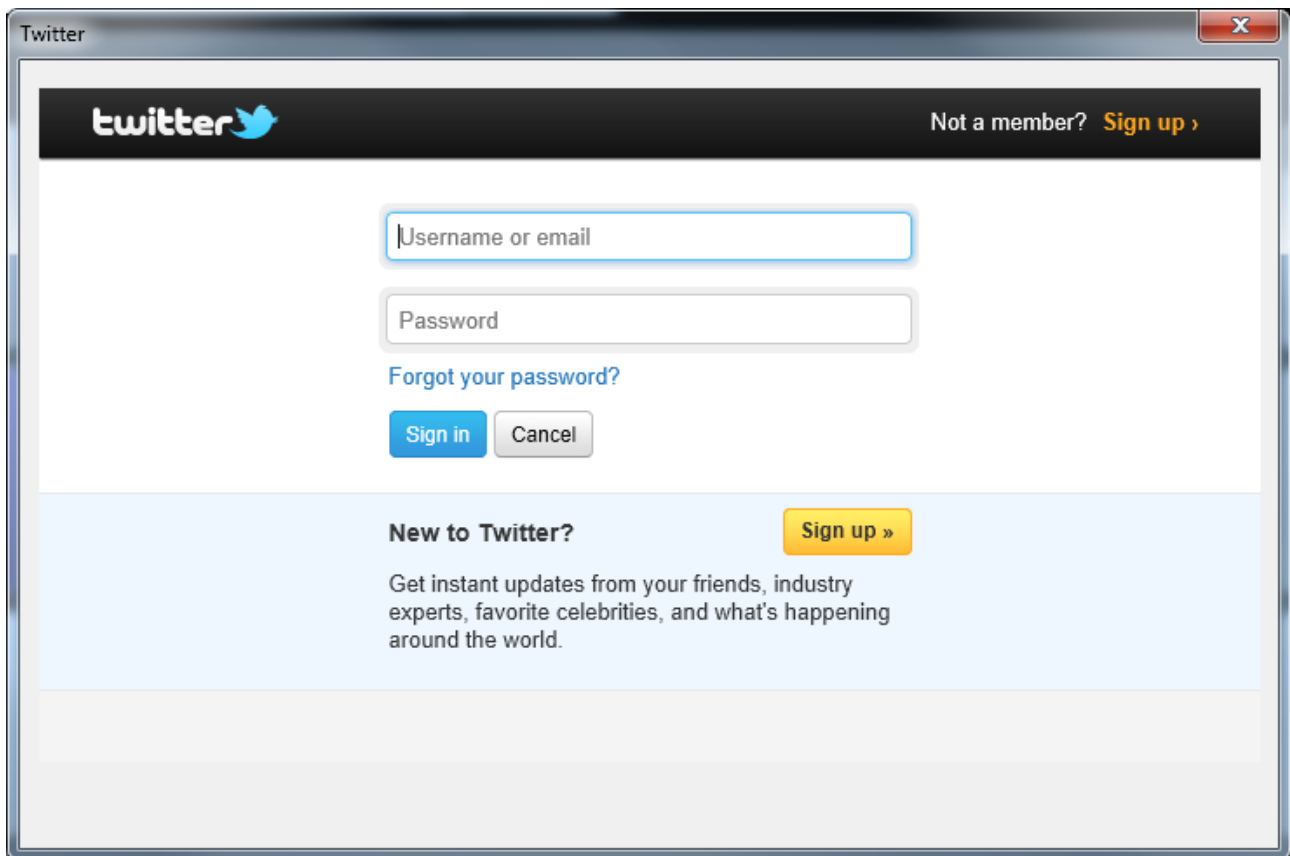 Twitter
X
twitter
Not a member? Sign up ›
Username or email
Password
Forgot your password?
Sign in
Cancel
New to Twitter?
Sign up »
Get instant updates from your friends, industry
experts, favorite celebrities, and what's happening
around the world.